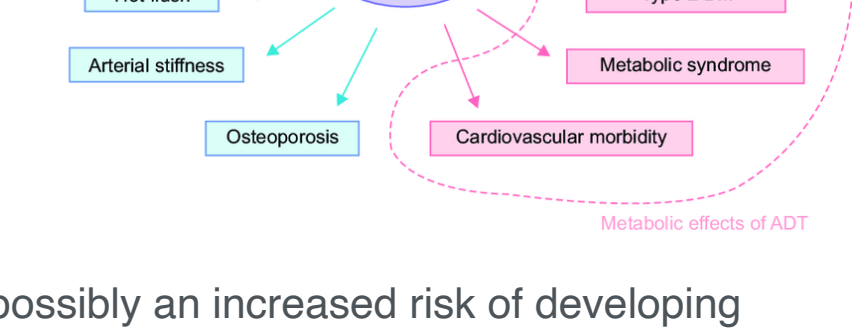 Arterial stiffness
Metabolic syndrome
Osteoporosis
Cardiovascular morbidity
Metabolic effects of ADT
possibly an increased risk of developing